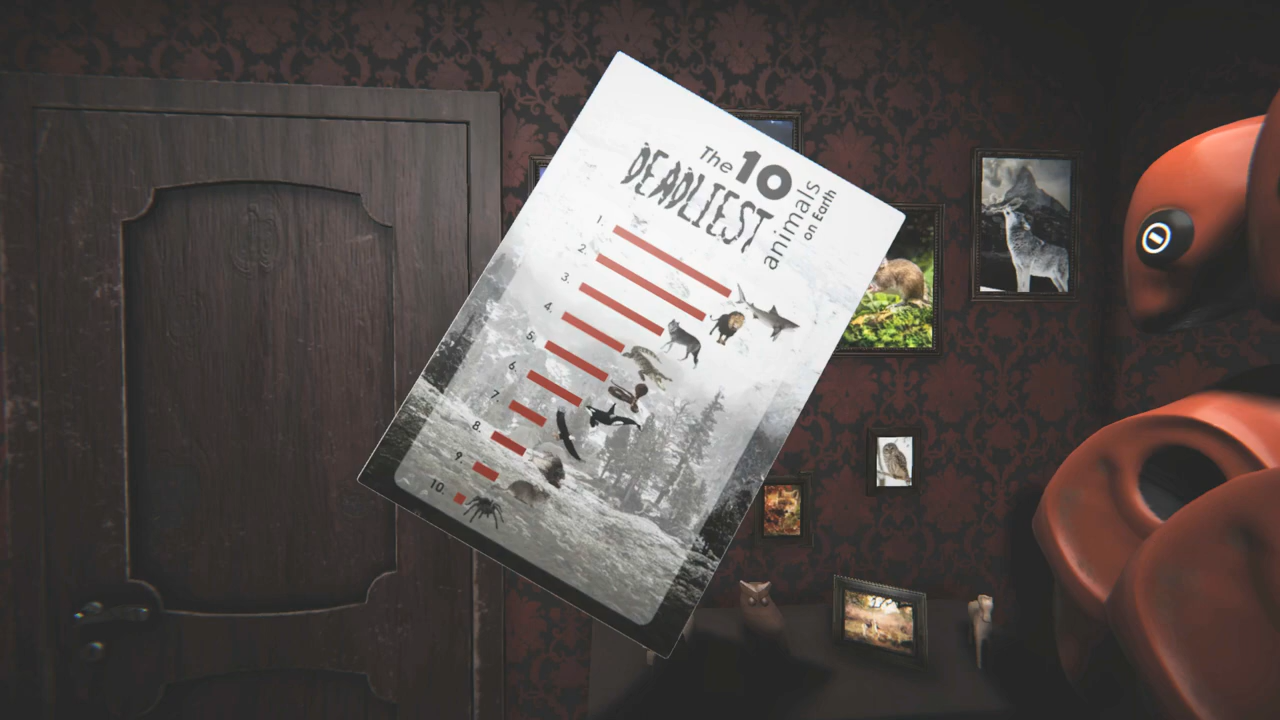 The 10
DEADLIEST
animals
on Earth
1.
2.
3.
4.
5.
6.
7.
8.
9.
10.